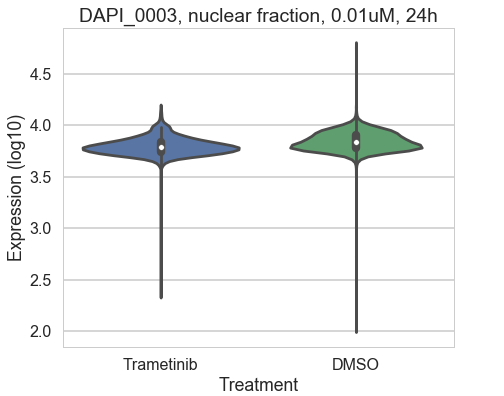 DAPI_0003, nuclear fraction, 0.01uM, 24h
Expression (log10)
4.5
4.0
3.5
3.0
2.5
2.0
Trametinib
DMSO
Treatment